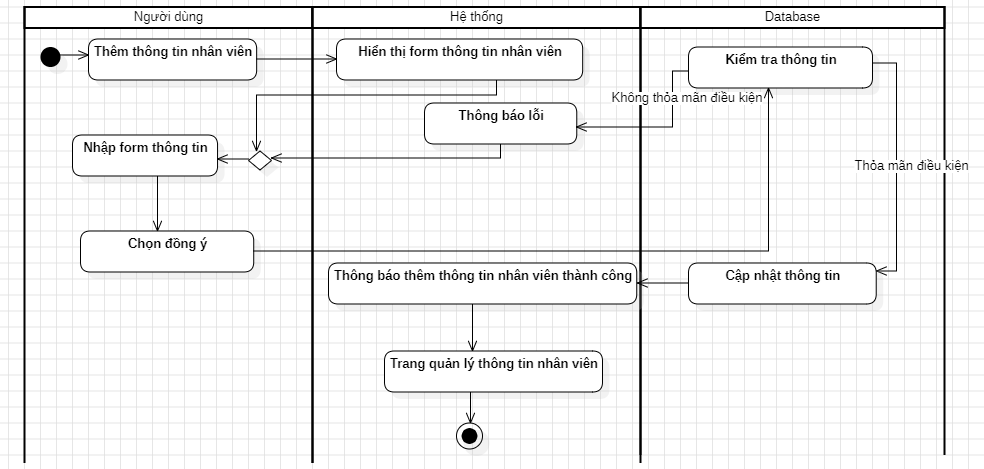 Người dùng
Hệ thống
Database
Thêm thông tin nhân viên
Hiển thị form thông tin nhân viên
Kiểm tra thông tin
Không thỏa mãn điều kiện
Thông báo lỗi
Nhập form thông tin
Thỏa mãn điều kiện
Chọn đồng ý
Thông báo thêm thông tin nhân viên thành công
Cập nhật thông tin
Trang quản lý thông tin nhân viên